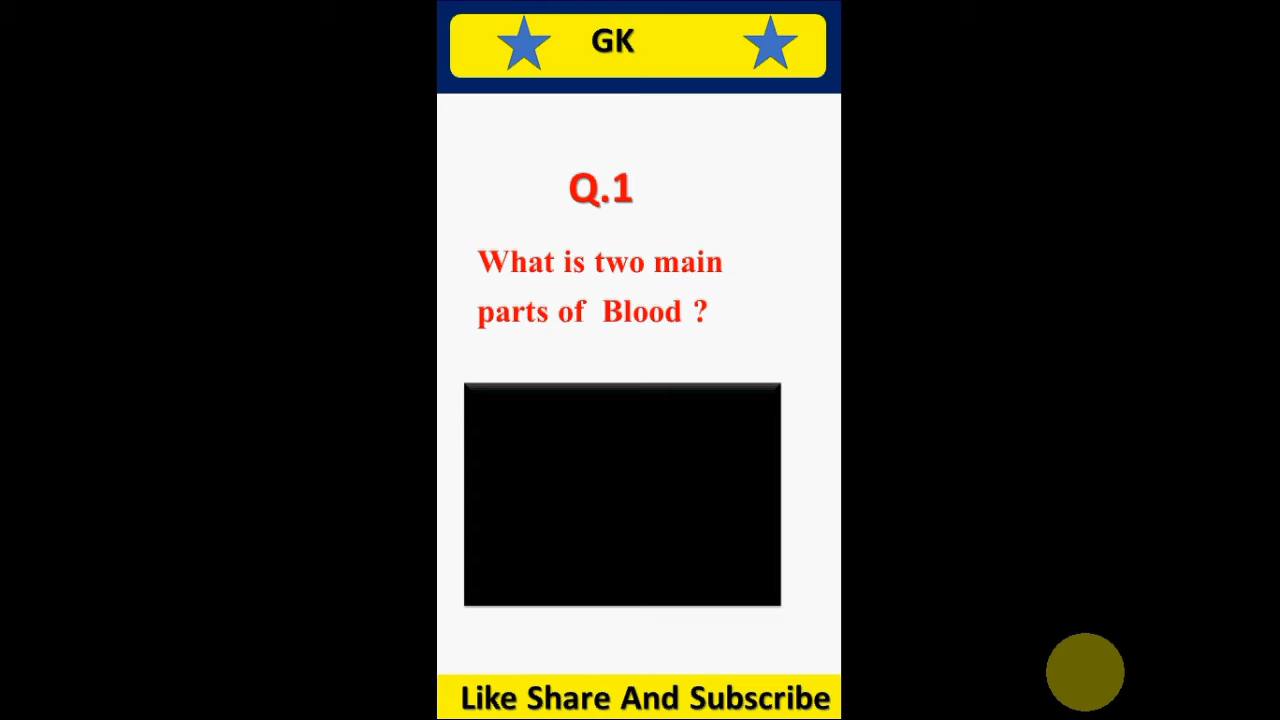 GK
Q.1
What is two main
parts of Blood ?
Like Share And Subscribe